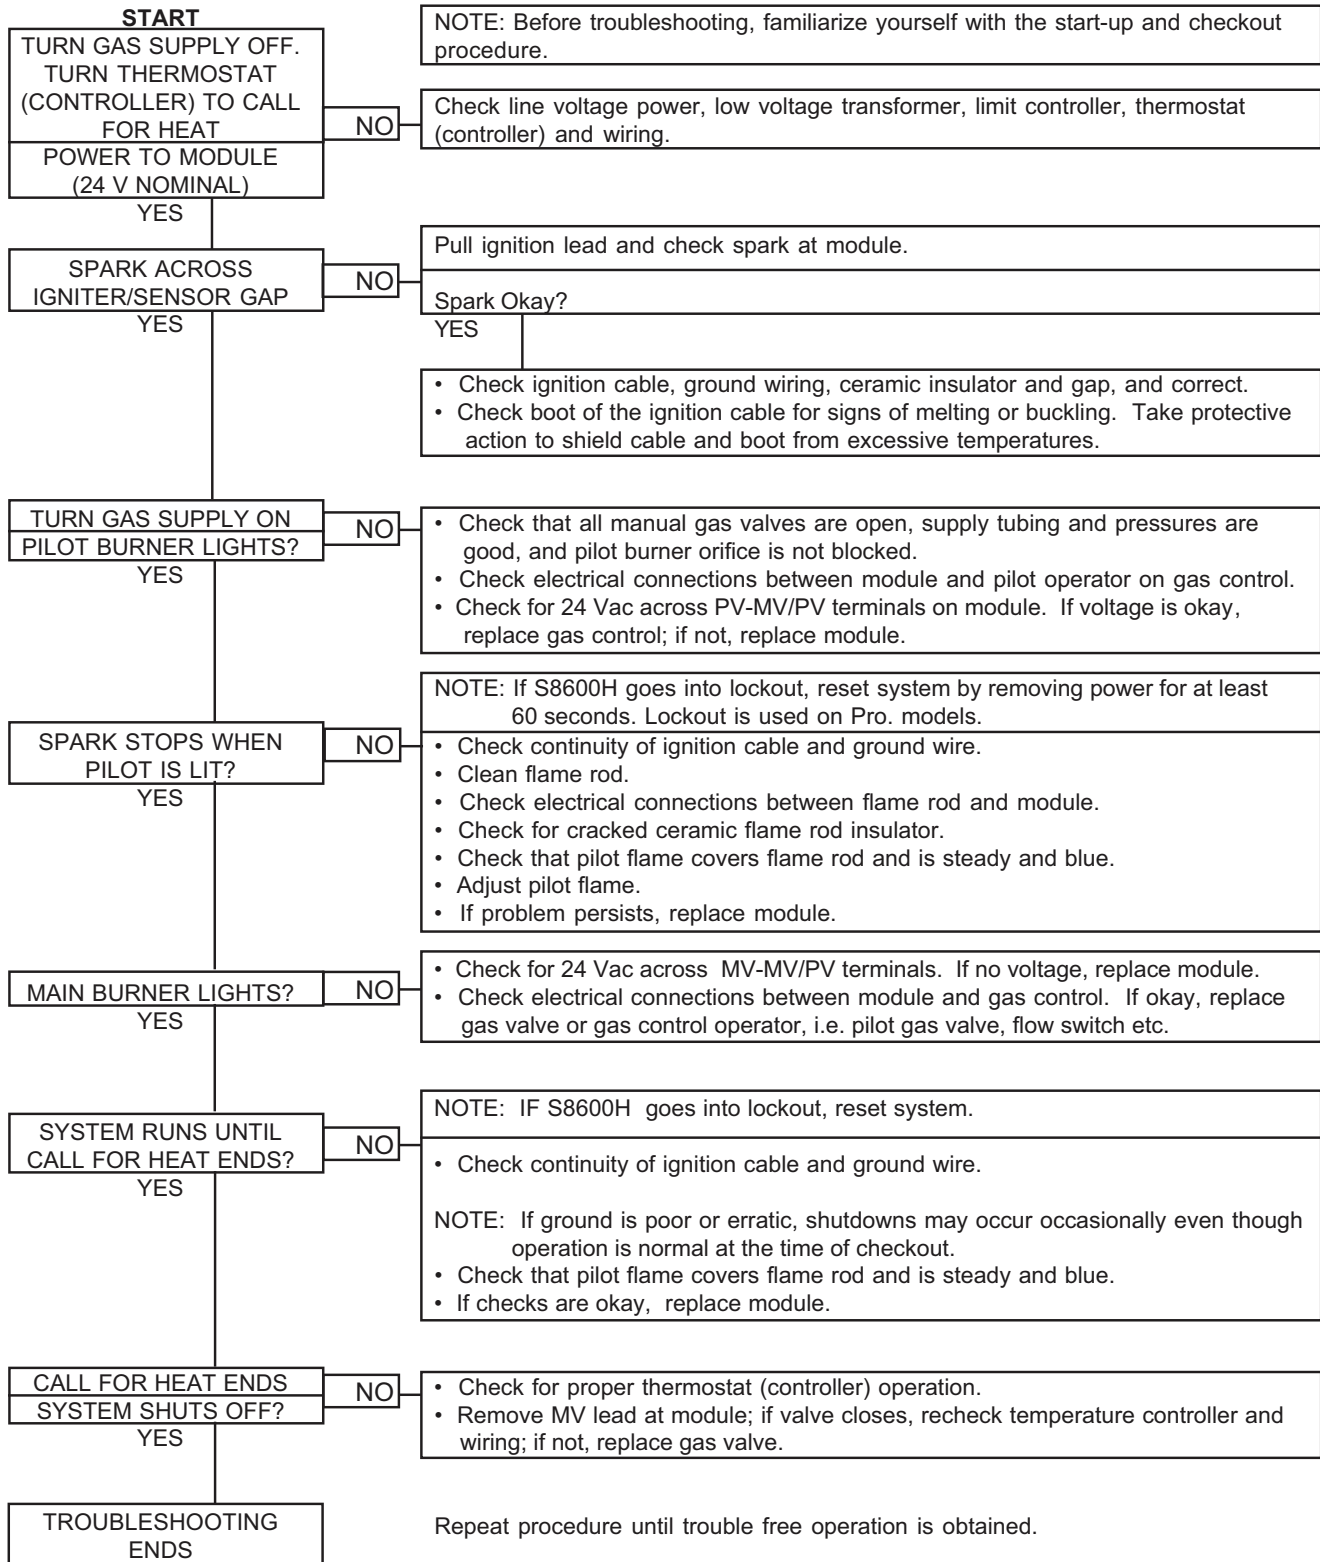 START
TURN GAS SUPPLY OFF.
TURN THERMOSTAT
(CONTROLLER) TO CALL
FOR HEAT
POWER TO MODULE
(24 V NOMINAL)
YES
NOTE: Before troubleshooting, familiarize yourself with the start-up and checkout
procedure.
NO
Check line voltage power, low voltage transformer, limit controller, thermostat
(controller) and wiring.
SPARK ACROSS
IGNITER/SENSOR GAP
YES
NO
Pull ignition lead and check spark at module.
Spark Okay?
YES
• Check ignition cable, ground wiring, ceramic insulator and gap, and correct.
• Check boot of the ignition cable for signs of melting or buckling. Take protective
action to shield cable and boot from excessive temperatures.
TURN GAS SUPPLY ON
PILOT BURNER LIGHTS?
YES
NO
• Check that all manual gas valves are open, supply tubing and pressures are
good, and pilot burner orifice is not blocked.
• Check electrical connections between module and pilot operator on gas control.
• Check for 24 Vac across PV-MV/PV terminals on module. If voltage is okay,
replace gas control; if not, replace module.
SPARK STOPS WHEN
PILOT IS LIT?
YES
NO
NOTE: If S8600H goes into lockout, reset system by removing power for at least
60 seconds. Lockout is used on Pro. models.
• Check continuity of ignition cable and ground wire.
• Clean flame rod.
• Check electrical connections between flame rod and module.
• Check for cracked ceramic flame rod insulator.
• Check that pilot flame covers flame rod and is steady and blue.
• Adjust pilot flame.
• If problem persists, replace module.
MAIN BURNER LIGHTS?
YES
NO
• Check for 24 Vac across MV-MV/PV terminals. If no voltage, replace module.
• Check electrical connections between module and gas control. If okay, replace
gas valve or gas control operator, i.e. pilot gas valve, flow switch etc.
SYSTEM RUNS UNTIL
CALL FOR HEAT ENDS?
YES
NO
NOTE: IF S8600H goes into lockout, reset system.
• Check continuity of ignition cable and ground wire.
NOTE: If ground is poor or erratic, shutdowns may occur occasionally even though
operation is normal at the time of checkout.
• Check that pilot flame covers flame rod and is steady and blue.
• If checks are okay, replace module.
CALL FOR HEAT ENDS
SYSTEM SHUTS OFF?
YES
NO
• Check for proper thermostat (controller) operation.
• Remove MV lead at module; if valve closes, recheck temperature controller and
wiring; if not, replace gas valve.
TROUBLESHOOTING
ENDS
Repeat procedure until trouble free operation is obtained.